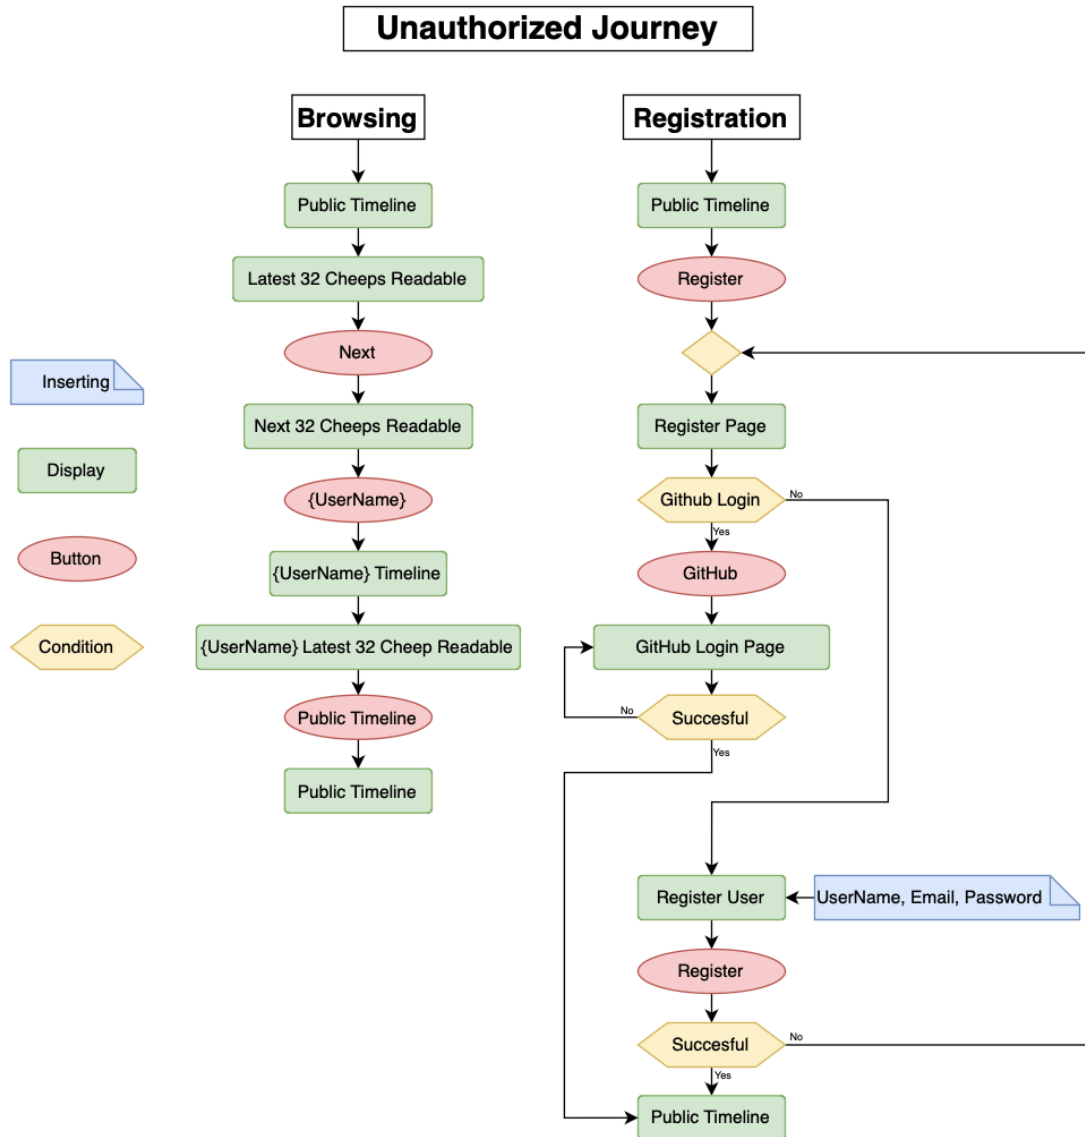 Unauthorized Journey
Browsing
Public Timeline
Latest 32 Cheeps Readable
Next
Next 32 Cheeps Readable
{UserName}
{UserName} Timeline
{UserName} Latest 32 Cheep Readable
Public Timeline
Public Timeline
Inserting
Display
Button
Condition
Registration
Public Timeline
Register
Register Page
Github Login
No
Yes
GitHub
GitHub Login Page
Succesful
No
Yes
Register User
UserName, Email, Password
Register
Succesful
No
Yes
Public Timeline